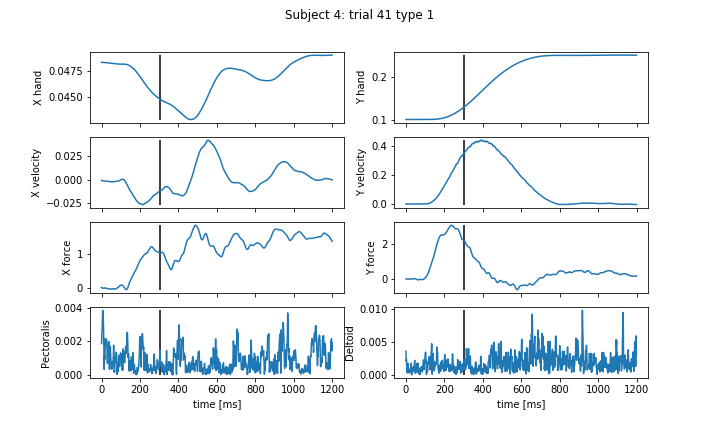 Subject 4: trial 41 type 1
X hand
0.0475
0.0450
Y hand
0.2
0.1
X velocity
0.025
0.000
−0.025
Y velocity
0.4
0.2
0.0
X force
1
0
Y force
2
0
Pectoralis
0.004
0.002
0.000
Deltoid
0.010
0.005
0.000
0 200 400 600 800 1000 1200
0 200 400 600 800 1000 1200
time [ms]
time [ms]